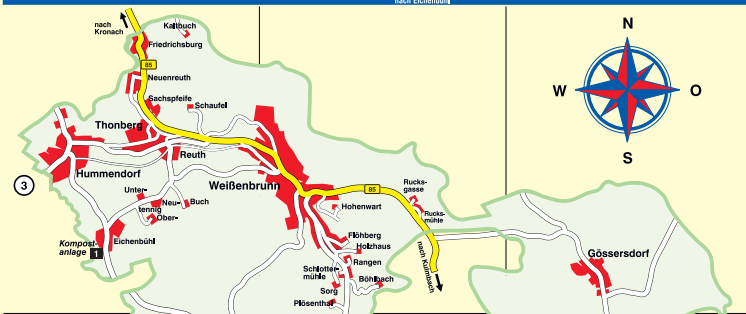 nach Eichenbühl
nach
Kronach
Kaltbuch
Friedrichsburg
85
Neuenreuth
Sachspfeife
Schaufel
Thonberg
Reuth
Hummendorf
3
Weißenbrunn
Unter-
tennig
Neu-
Ober-
Buch
Eichenbühl
Kompost-
anlage 1
85
Rucks-
gasse
Rucks-
mühle
Hohenwart
Flöhberg
Holzhaus
Rangen
Schlotter-
mühle
Böhlbach
Sorg
Plösenthal
nach Kulmbach
Gössersdorf
N
W
O
S